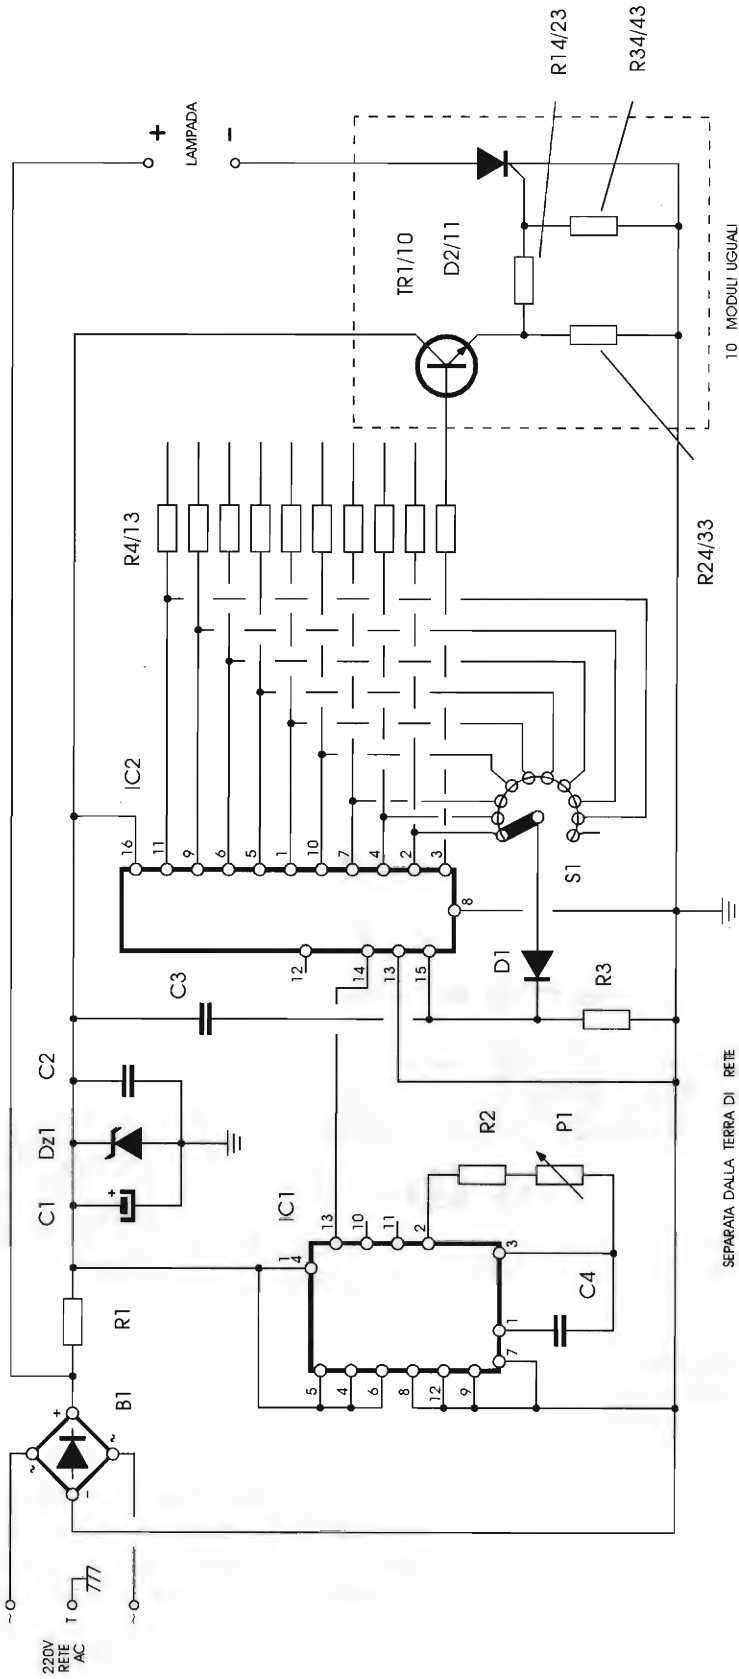 220V
RETE
AC
~
T
~
B1
~
+
-
~
R1
C1
+
Dz1
C2
C3
IC1
14
13
10
11
2
3
1
7
5
4
6
8
12
9
R2
P1
C4
IC2
16
11
9
6
5
1
10
7
4
2
3
8
12
14
13
15
D1
S1
R3
R4/13
TR1/10
D2/11
+
LAMPADA
-
R14/23
R34/43
R24/33
10 MODULI UGUALI
SEPARATA DALLA TERRA DI RETE